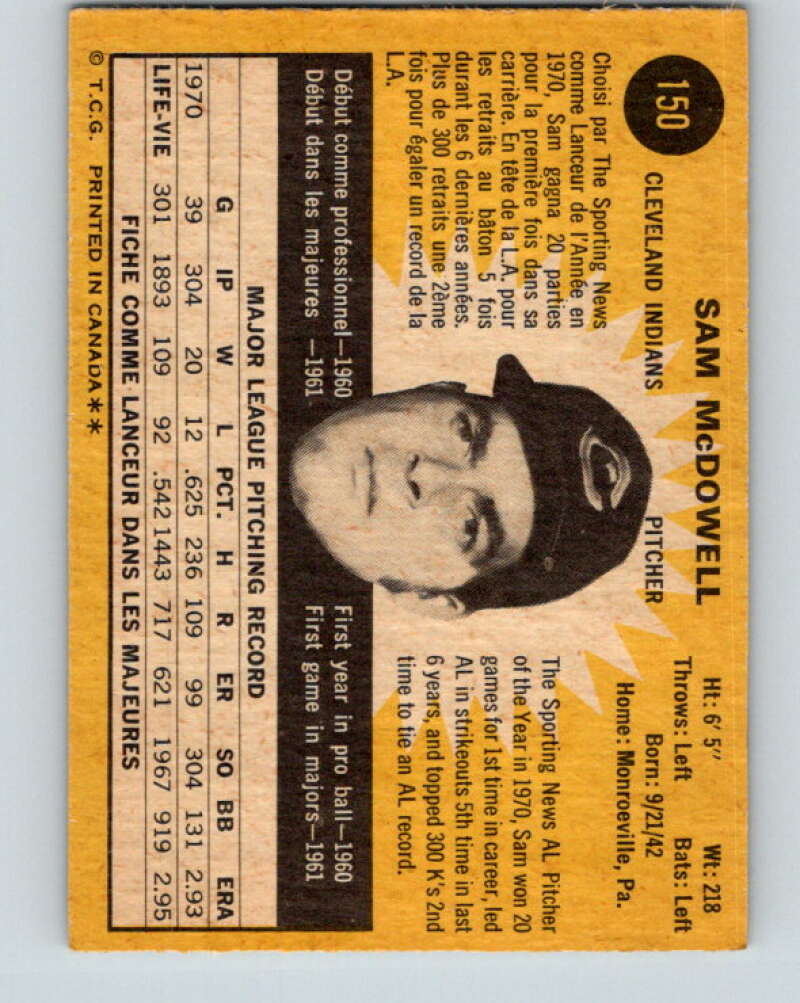 150
SAM McDOWELL
CLEVELAND INDIANS PITCHER
Ht: 6' 5" Wt: 218
Throws: Left Bats: Left
Born: 9/21/42
Home: Monroeville, Pa.
Choisi par The Sporting News
comme Lanceur de l'Année en
1970, Sam gagna 20 parties
pour la première fois dans sa
carrière. En tête de la L.A. pour
les retraits au bâton 5 fois
durant les 6 dernières années.
Plus de 300 retraits une 2ème
fois pour égaler un record de la
L.A.
The Sporting News AL Pitcher
of the Year in 1970, Sam won 20
games for 1st time in career, led
AL in strikeouts 5th time in last
6 years, and topped 300 K's 2nd
time to tie an AL record.
Début comme professionnel—1960
Début dans les majeures —1961
First year in pro ball—1960
First game in majors—1961
MAJOR LEAGUE PITCHING RECORD
G IP W L PCT. H R ER SO BB ERA
1970 39 304 20 12 .625 236 109 99 304 131 2.93
LIFE-VIE 301 1893 109 92 .542 1443 717 621 1967 919 2.95
FICHE COMME LANCEUR DANS LES MAJEURES
© T.C.G. PRINTED IN CANADA**